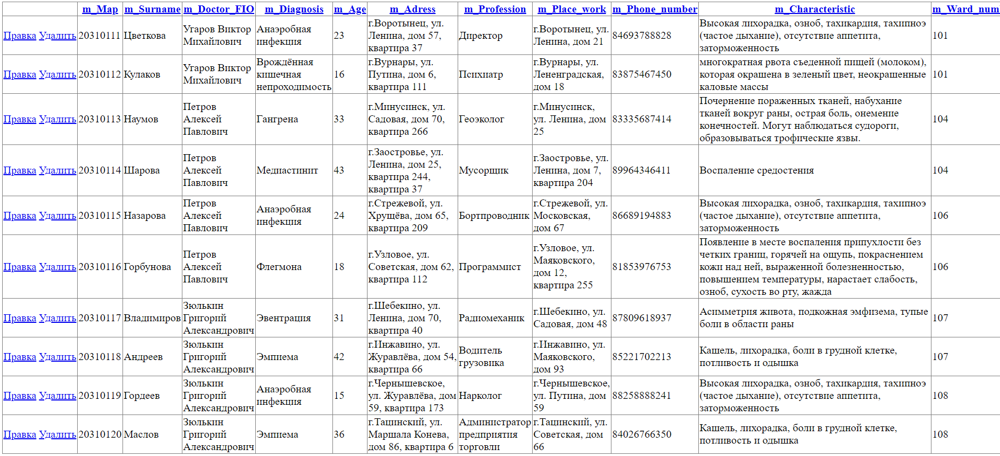 m_Map m_Surname m_Doctor_FIO m_Diagnosis m_Age m_Adress m_Profession m_Place_work m_Phone_number m_Characteristic m_Ward_num
Правка Удалить 20310111 Цветкова
Угаров Виктор
Михайлович
Анаэробная
инфекция
23
г.Воротынец, ул.
Ленина, дом 57,
квартира 37
Директор
г.Воротынец, ул.
Ленина, дом 21
84693788828
Высокая лихорадка, озноб, тахикардия, тахипноэ
(частое дыхание), отсутствие аппетита,
заторможенность
101
Правка Удалить 20310112 Кулаков
Угаров Виктор
Михайлович
Врождённая
кишечная
непроходимость
16
г.Вурнары, ул.
Путина, дом 6,
квартира 111
Психиатр
г.Вурнары, ул.
Лененградская,
дом 18
83875467450
многократная рвота съеденной пищей (молоком),
которая окрашена в зеленый цвет, неокрашенные
каловые массы
101
Правка Удалить 20310113 Наумов
Петров
Алексей
Павлович
Гангрена
33
г.Минусинск, ул.
Садовая, дом 70,
квартира 266
Геоэколог
г.Минусинск,
ул. Ленина, дом
25
83335687414
Почернение пораженных тканей, набухание
тканей вокруг раны, острая боль, онемение
конечностей. Могут наблюдаться судороги,
образовываться трофические язвы.
104
Правка Удалить 20310114 Шарова
Петров
Алексей
Павлович
Медиастинит
43
г.Заостровье, ул.
Ленина, дом 25,
квартира 244,
квартира 37
Мусорщик
г.Заостровье, ул.
Ленина, дом 7,
квартира 204
89964346411
Воспаление средостения
104
Правка Удалить 20310115 Назарова
Петров
Алексей
Павлович
Анаэробная
инфекция
24
г.Стрежевой, ул.
Хрущёва, дом 65,
квартира 209
Бортпроводник
г.Стрежевой, ул.
Московская,
дом 67
86689194883
Высокая лихорадка, озноб, тахикардия, тахипноэ
(частое дыхание), отсутствие аппетита,
заторможенность
106
Правка Удалить 20310116 Горбунова
Петров
Алексей
Павлович
Флегмона
18
г.Узловое, ул.
Советская, дом 62,
квартира 112
Программист
г.Узловое, ул.
Маяковского,
дом 12,
квартира 255
81853976753
Появление в месте воспаления припухлости без
четких границ, горячей на ощупь, покраснением
кожи над ней, выраженной болезненностью,
повышением температуры, нарастает слабость,
озноб, сухость во рту, жажда
106
Правка Удалить 20310117 Владимиров
Зюлькин
Григорий
Александрович
Эвентрация
31
г.Шебекино, ул.
Ленина, дом 70,
квартира 40
Радиомеханик
г.Шебекино, ул.
Садовая, дом 48
87809618937
Асимметрия живота, подкожная эмфизема, тупые
боли в области раны
107
Правка Удалить 20310118 Андреев
Зюлькин
Григорий
Александрович
Эмпиема
42
г.Инжавино, ул.
Журавлёва, дом 54,
квартира 66
Водитель
грузовика
г.Инжавино, ул.
Маяковского,
дом 93
85221702213
Кашель, лихорадка, боли в грудной клетке,
потливость и одышка
107
Правка Удалить 20310119 Гордеев
Зюлькин
Григорий
Александрович
Анаэробная
инфекция
15
г.Чернышевское,
ул. Журавлёва, дом
59, квартира 173
Нарколог
г.Чернышевское,
ул. Путина, дом
59
88258888241
Высокая лихорадка, озноб, тахикардия, тахипноэ
(частое дыхание), отсутствие аппетита,
заторможенность
108
Правка Удалить 20310120 Маслов
Зюлькин
Григорий
Александрович
Эмпиема
36
г.Тацинский, ул.
Маршала Конева,
дом 86, квартира 6
Администратор
предприятия
торговли
г.Тацинский, ул.
Советская, дом
66
84026766350
Кашель, лихорадка, боли в грудной клетке,
потливость и одышка
108